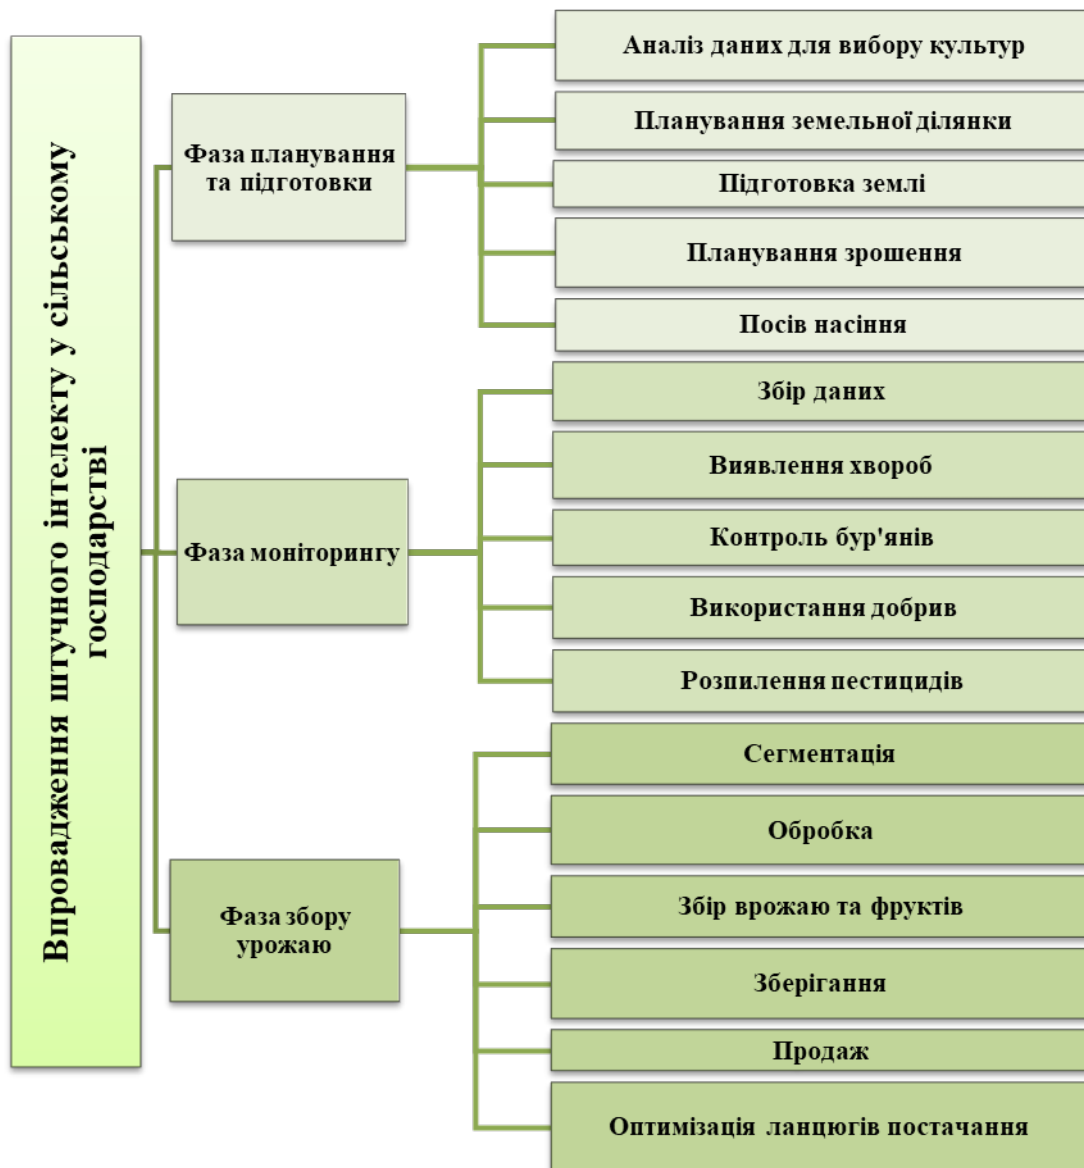 Впровадження штучного інтелекту у сільському
господарстві
Фаза планування
та підготовки
Аналіз даних для вибору культур
Планування земельної ділянки
Підготовка землі
Планування зрошення
Посів насіння
Фаза моніторингу
Збір даних
Виявлення хвороб
Контроль бур'янів
Використання добрив
Розпилення пестицидів
Фаза збору
урожаю
Сегментація
Обробка
Збір врожаю та фруктів
Зберігання
Продаж
Оптимізація ланцюгів постачання